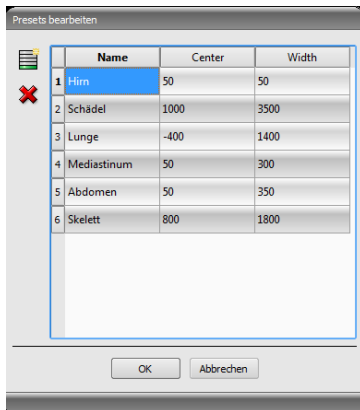 Presets bearbeiten
Name Center Width
1 Hirn 50 50
2 Schädel 1000 3500
3 Lunge -400 1400
4 Mediastinum 50 300
5 Abdomen 50 350
6 Skelett 800 1800
OK Abbrechen